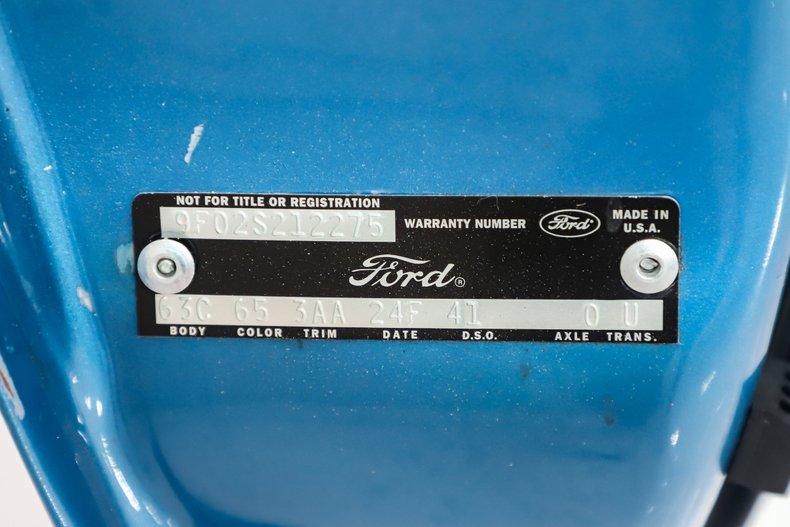 NOT FOR TITLE OR REGISTRATION
9F02S212275 WARRANTY NUMBER Ford MADE IN U.S.A.
Ford®
63C 65 3AA 24F 41 0 U
BODY COLOR TRIM DATE D.S.O. AXLE TRANS.